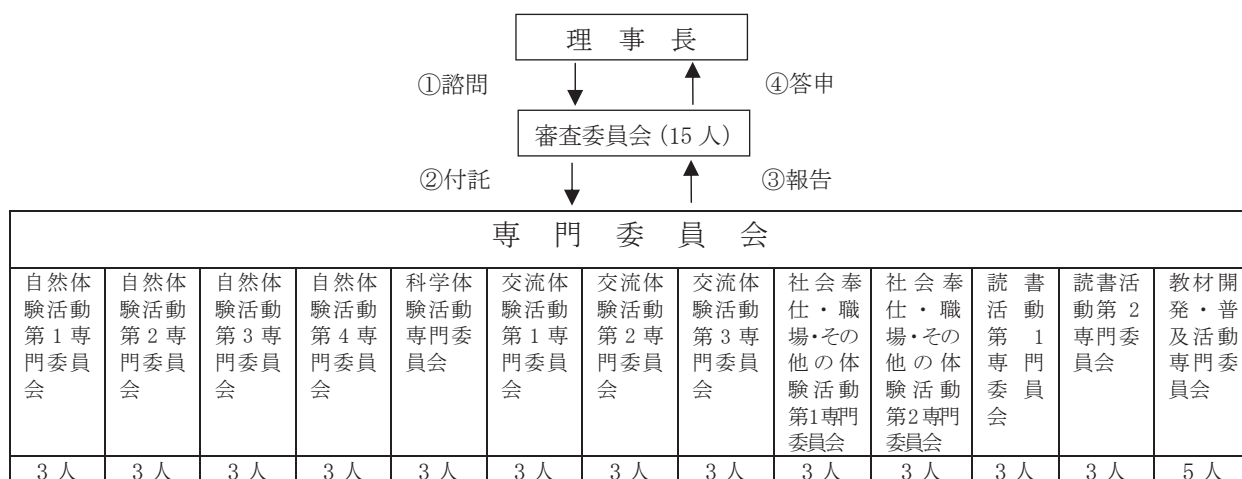 理　事　長
①諮問
④答申
審査委員会(15人)
②付託
③報告
専　門　委　員　会
自然体
験活動
第1専
門委員
会
自然体
験活動
第2専
門委員
会
自然体
験活動
第3専
門委員
会
自然体
験活動
第4専
門委員
会
科学体
験活動
専門委
員会
交流体
験活動
第1専
門委員
会
交流体
験活動
第2専
門委員
会
交流体
験活動
第3専
門委員
会
社会奉
仕・職
場・その
他の体
験活動
第1専門
委員会
社会奉
仕・職
場・その
他の体
験活動
第2専門
委員会
読　書
活　動
第　1
専　門
委　員
会
読書活
動第2
専門委
員会
教材開
発・普
及活動
専門委
員会
3人　3人　3人　3人　3人　3人　3人　3人　3人　3人　3人　3人　5人